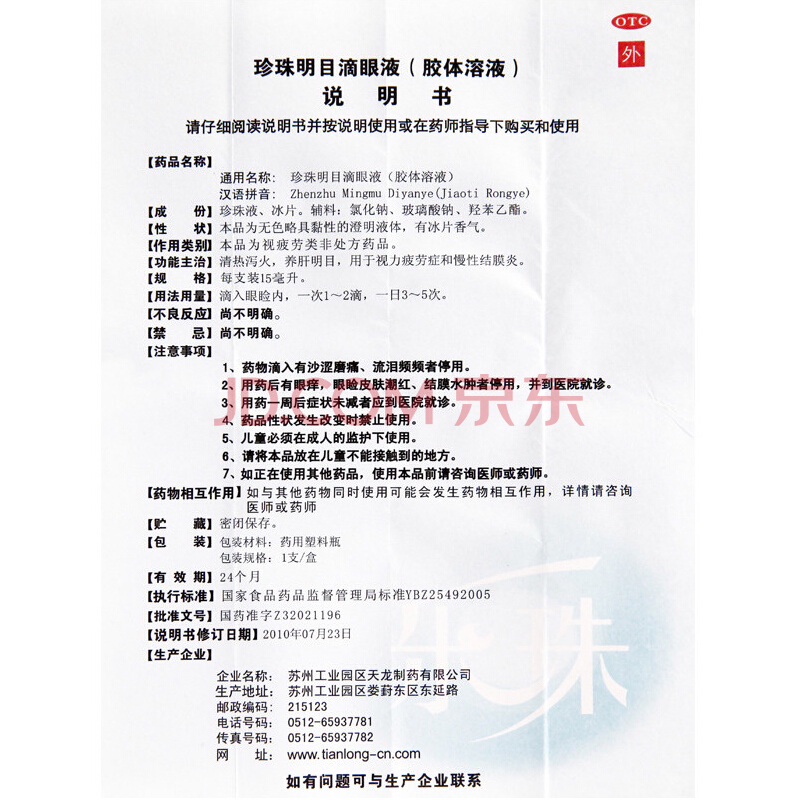 OTC
外
珍珠明目滴眼液（胶体溶液）
说 明 书
请仔细阅读说明书并按说明使用或在药师指导下购买和使用
【药品名称】
通用名称：珍珠明目滴眼液（胶体溶液）
汉语拼音：Zhenzhu Mingmu Diyanye(Jiaoti Rongye)
【成 份】珍珠液、冰片。辅料：氯化钠、玻璃酸钠、羟苯乙酯。
【性 状】本品为无色略具黏性的澄明液体，有冰片香气。
【作用类别】本品为视疲劳类非处方药品。
【功能主治】清热泻火，养肝明目，用于视力疲劳症和慢性结膜炎。
【规 格】每支装15毫升。
【用法用量】滴入眼睑内，一次1～2滴，一日3～5次。
【不良反应】尚不明确。
【禁 忌】尚不明确。
【注意事项】
1、药物滴入有沙涩磨痛、流泪频频者停用。
2、用药后有眼痒，眼睑皮肤潮红、结膜水肿者停用，并到医院就诊。
3、用药一周后症状未减者应到医院就诊。
4、药品性状发生改变时禁止使用。
5、儿童必须在成人的监护下使用。
6、请将本品放在儿童不能接触到的地方。
7、如正在使用其他药品，使用本品前请咨询医师或药师。
JD.COM 京东
【药物相互作用】如与其他药物同时使用可能会发生药物相互作用，详情请咨询
医师或药师
【贮 藏】密闭保存。
【包 装】包装材料：药用塑料瓶
包装规格：1支/盒
【有 效 期】24个月
【执行标准】国家食品药品监督管理局标准YBZ25492005
【批准文号】国药准字Z32021196
【说明书修订日期】2010年07月23日
【生产企业】
企业名称：苏州工业园区天龙制药有限公司
生产地址：苏州工业园区娄葑东区东延路
邮政编码：215123
电话号码：0512-65937781
传真号码：0512-65937782
网 址：www.tianlong-cn.com
如有问题可与生产企业联系
乐珠